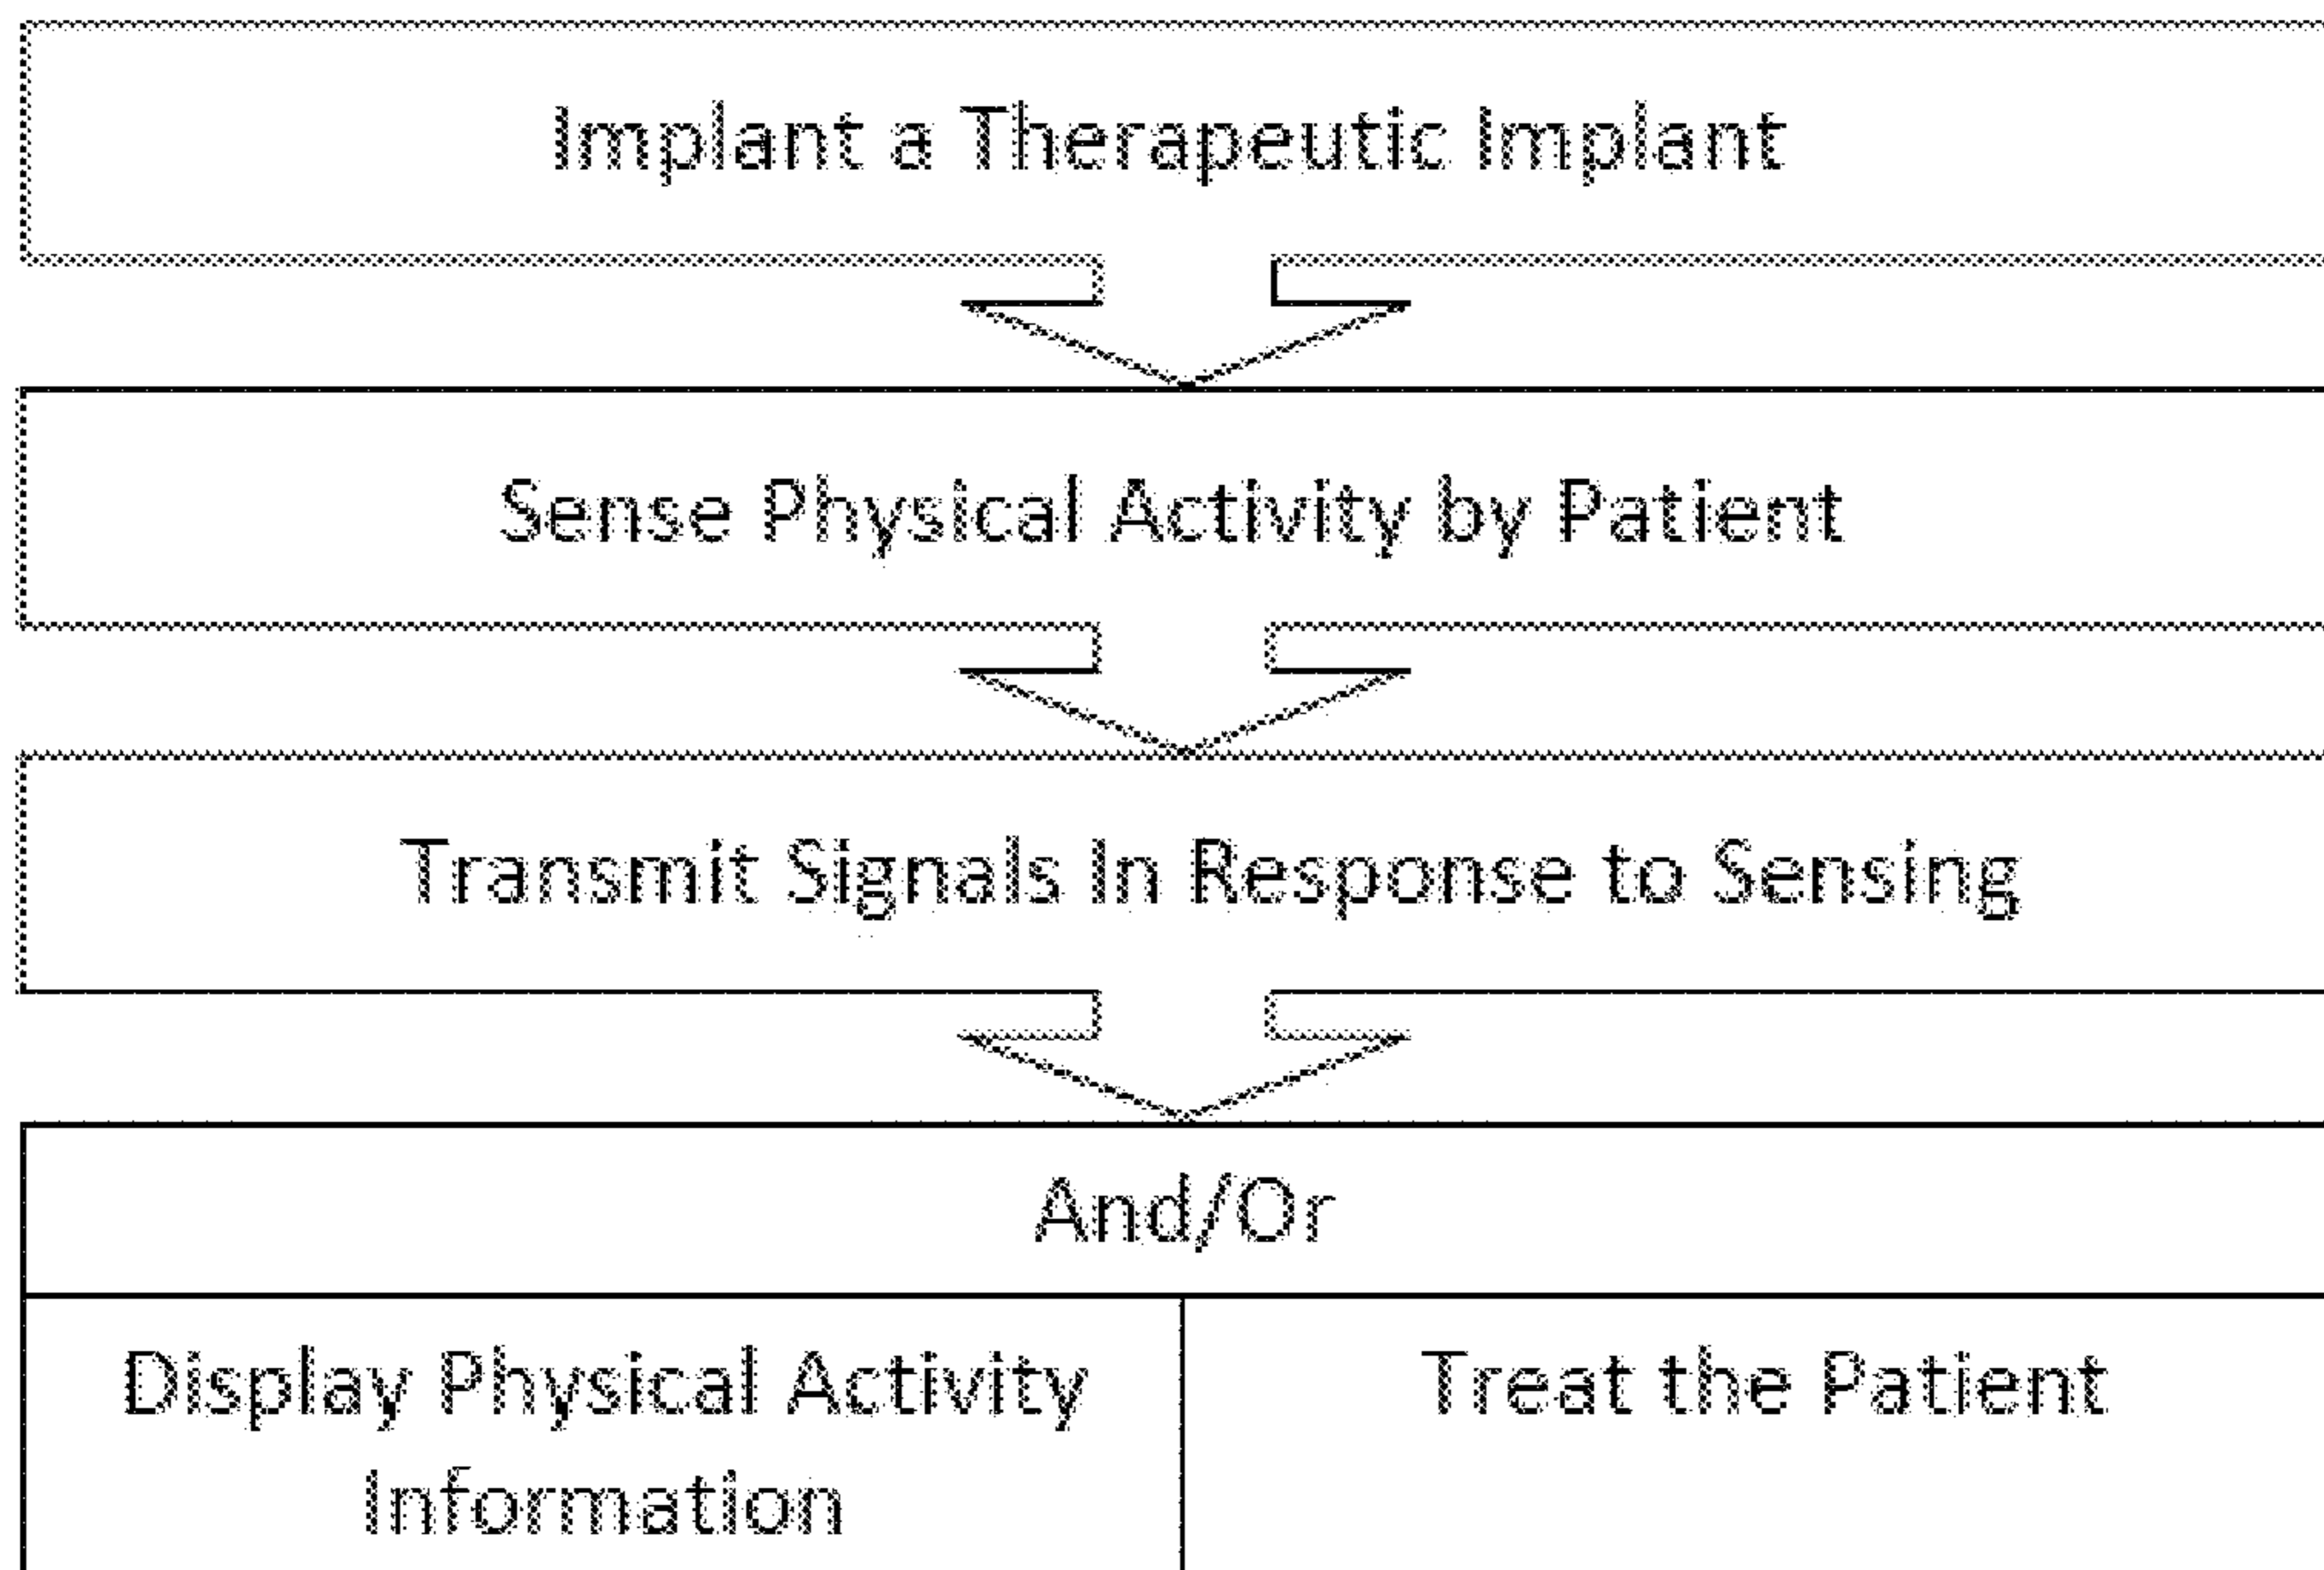 Implant a Therapeutic Implant
Sense Physical Activity by Patient
Transmit Signals In Response to Sensing
And/Or
Display Physical Activity
Information
Treat the Patient